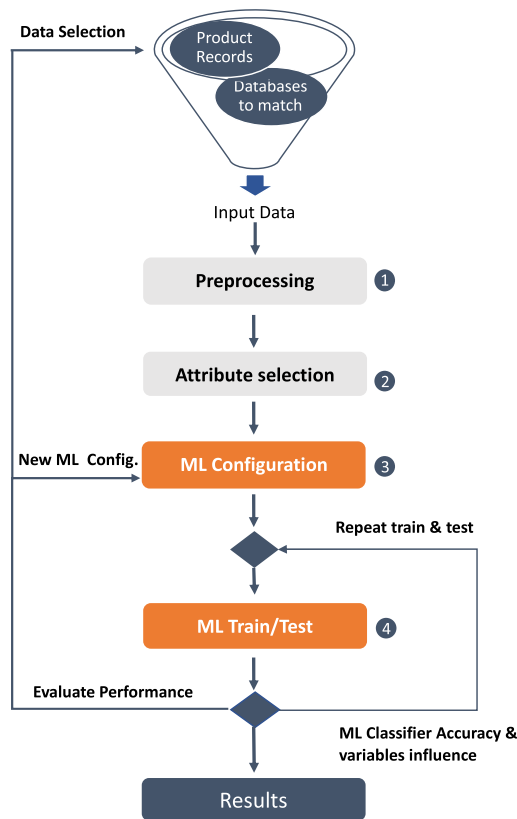 Data Selection
Product
Records
Databases
to match
Input Data
Preprocessing
1
Attribute selection
2
New ML Config.
ML Configuration
3
Repeat train & test
ML Train/Test
4
Evaluate Performance
ML Classifier Accuracy &
variables influence
Results